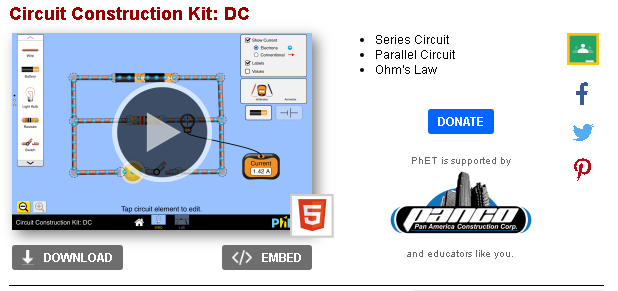 Circuit Construction Kit: DC
Wire
Battery
Light Bulb
Resistor
Switch
Show Current
Electrons
Conventional
Labels
Values
Voltmeter
Ammeter
Current
1.42 A
Tap circuit element to edit.
Circuit Construction Kit: DC
Intro
Lab
5
DOWNLOAD
</> EMBED
Series Circuit
Parallel Circuit
Ohm's Law
DONATE
PhET is supported by
PANCO
Pan America Construction Corp.
and educators like you.